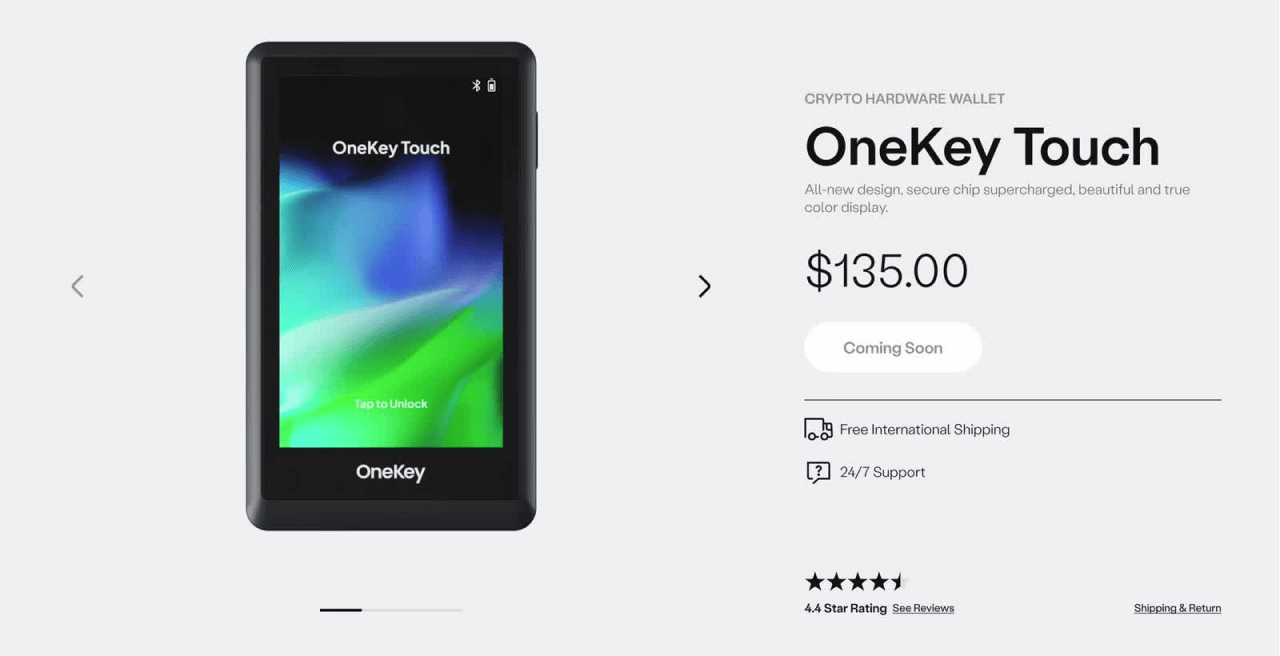 OneKey Touch
Tap to Unlock
OneKey
CRYPTO HARDWARE WALLET
OneKey Touch
All-new design, secure chip supercharged, beautiful and true
color display.
$135.00
Coming Soon
Free International Shipping
?
24/7 Support
4.4 Star Rating See Reviews
Shipping & Return